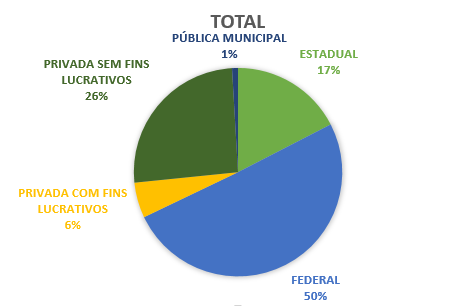 TOTAL
PÚBLICA MUNICIPAL
1%
ESTADUAL
17%
PRIVADA SEM FINS
LUCRATIVOS
26%
PRIVADA COM FINS
LUCRATIVOS
6%
FEDERAL
50%